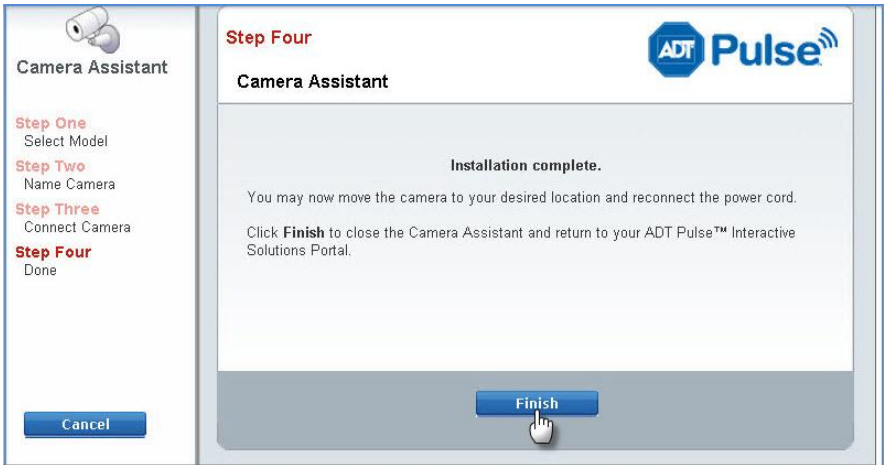 Camera Assistant
Step One
Select Model
Step Two
Name Camera
Step Three
Connect Camera
Step Four
Done
Cancel
Step Four
Camera Assistant
ADT Pulse
Installation complete.
You may now move the camera to your desired location and reconnect the power cord.
Click Finish to close the Camera Assistant and return to your ADT Pulse™ Interactive
Solutions Portal.
Finish